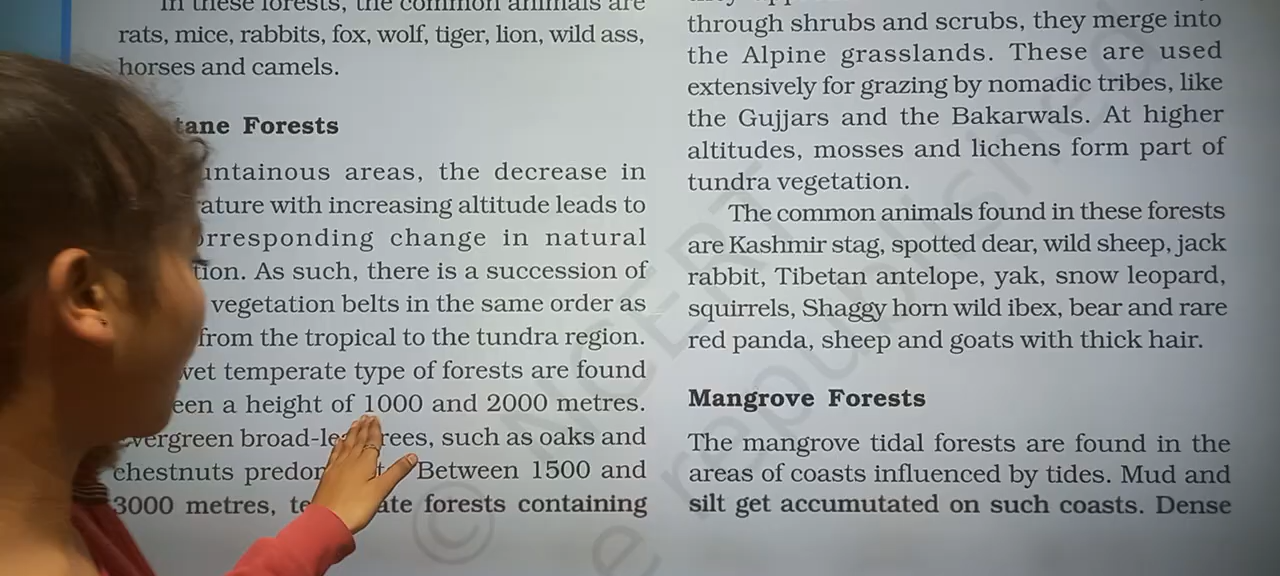 In these forests, the common animals are
rats, mice, rabbits, fox, wolf, tiger, lion, wild ass,
horses and camels.
tane Forests
untainous areas, the decrease in
ature with increasing altitude leads to
orresponding change in natural
tion. As such, there is a succession of
vegetation belts in the same order as
from the tropical to the tundra region.
wet temperate type of forests are found
een a height of 1000 and 2000 metres.
Evergreen broad-le rees, such as oaks and
chestnuts predor Between 1500 and
3000 metres, te ate forests containing
through shrubs and scrubs, they merge into
the Alpine grasslands. These are used
extensively for grazing by nomadic tribes, like
the Gujjars and the Bakarwals. At higher
altitudes, mosses and lichens form part of
tundra vegetation.
The common animals found in these forests
are Kashmir stag, spotted dear, wild sheep, jack
rabbit, Tibetan antelope, yak, snow leopard,
squirrels, Shaggy horn wild ibex, bear and rare
red panda, sheep and goats with thick hair.
Mangrove Forests
The mangrove tidal forests are found in the
areas of coasts influenced by tides. Mud and
silt get accumutated on such coasts. Dense
© NCERT
e republished